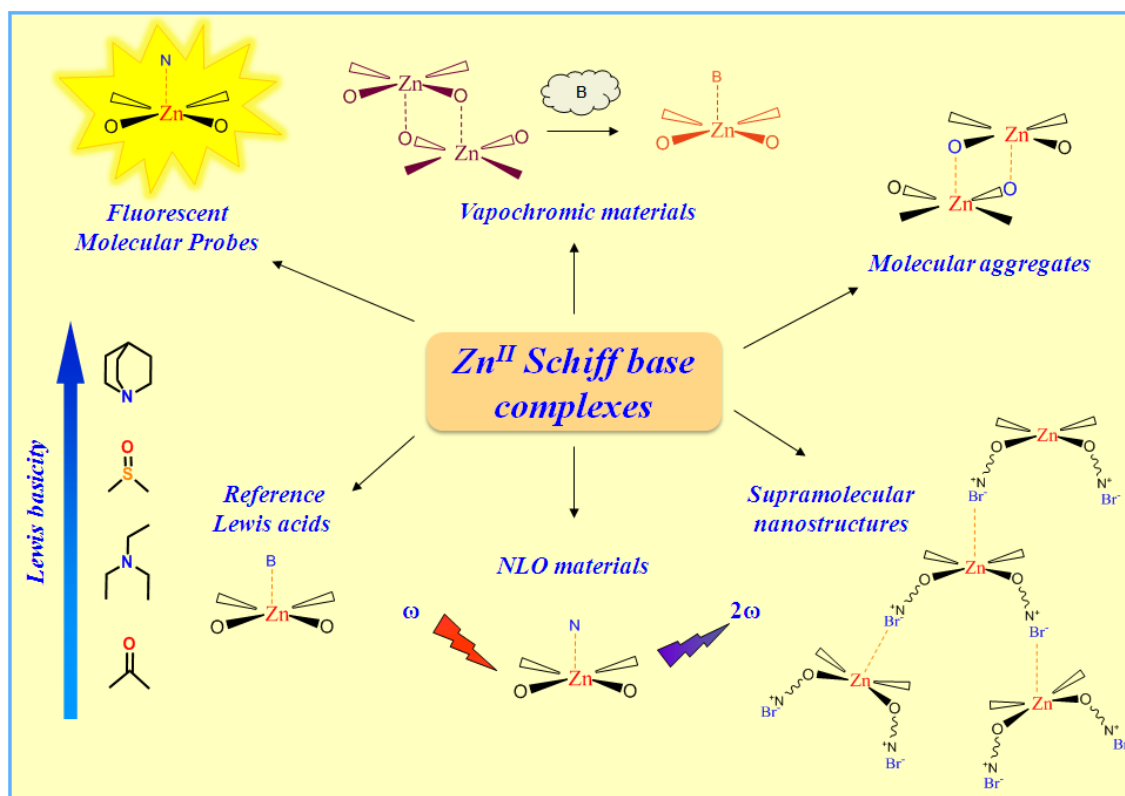 N
Zn
O
O
Fluorescent
Molecular Probes
Zn
O
O
O
Zn
O
B
B
Zn
O
O
Vapochromic materials
Zn
O
O
O
Zn
O
Molecular aggregates
Zn^II Schiff base
complexes
Lewis basicity
N
O
S
N
O
Reference
Lewis acids
B
Zn
O
O
NLO materials
ω
2ω
N
Zn
O
O
Supramolecular
nanostructures
Zn
O
O
+N
Br-
N+
Br-
Zn
O
O
+N
Br-
N+
Br-
Zn
O
O
+N
Br-
+N
Br-
Zn
O
O
+N
Br-
N+
Br-